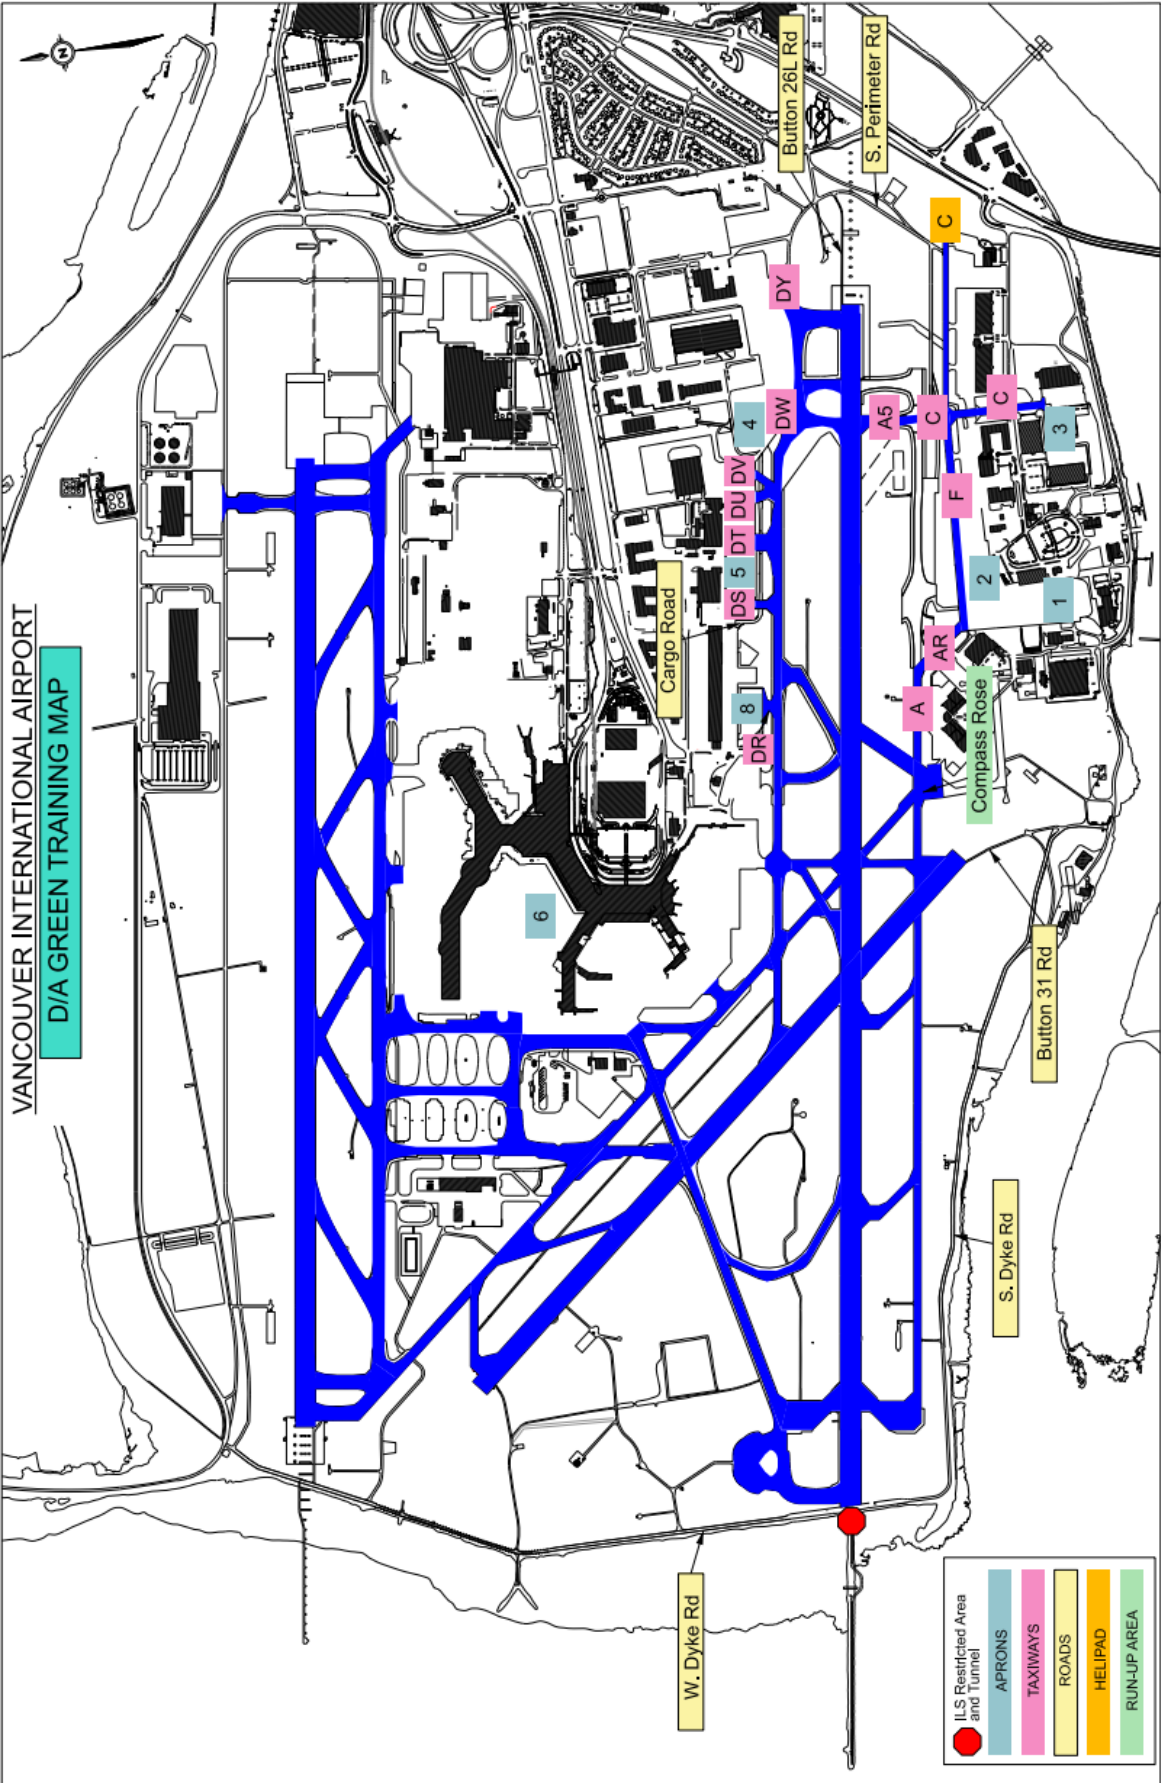 VANCOUVER INTERNATIONAL AIRPORT
D/A GREEN TRAINING MAP
N
Button 26L Rd
S. Perimeter Rd
C
DY
DW
4
A5
C
C
3
DV
DU
DT
5
DS
F
2
1
Cargo Road
AR
8
A
DR
Compass Rose
6
Button 31 Rd
S. Dyke Rd
W. Dyke Rd
ILS Restricted Area
and Tunnel
APRONS
TAXIWAYS
ROADS
HELIPAD
RUN-UP AREA